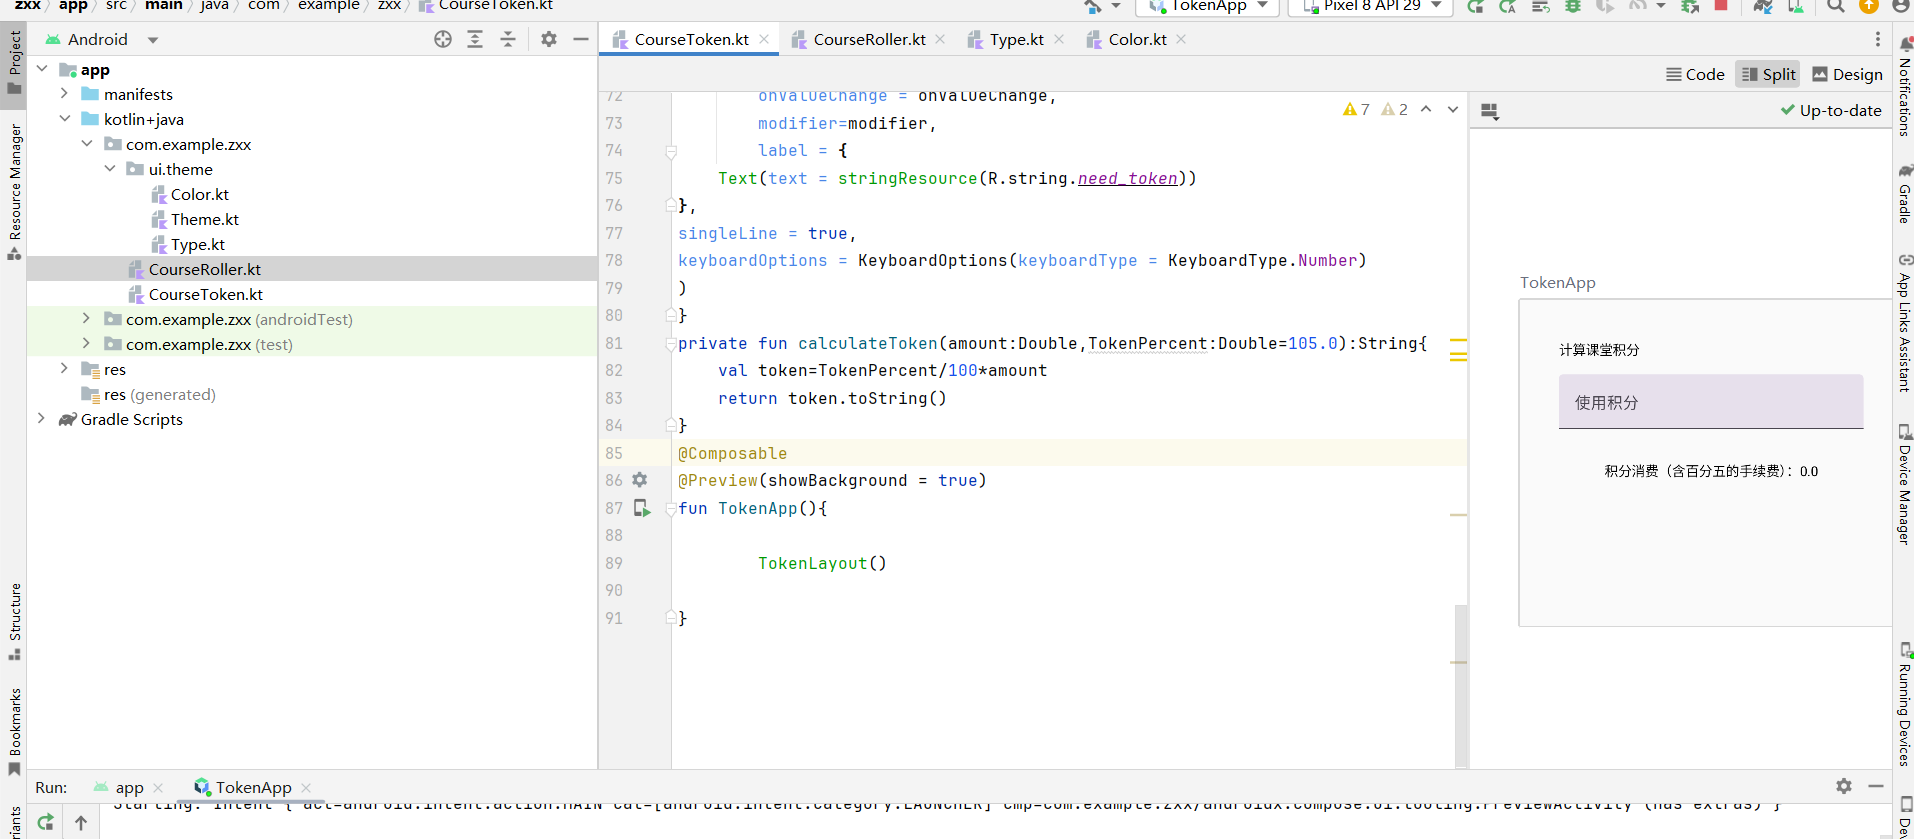 zxx 〉 app 〉 src 〉 main 〉 java 〉 com 〉 example 〉 zxx 〉 CourseToken.kt
TokenApp
Pixel 8 API 29
Project
Resource Manager
Structure
Bookmarks
Android
app
manifests
kotlin+java
com.example.zxx
ui.theme
Color.kt
Theme.kt
Type.kt
CourseRoller.kt
CourseToken.kt
com.example.zxx (androidTest)
com.example.zxx (test)
res
res (generated)
Gradle Scripts
CourseToken.kt CourseRoller.kt Type.kt Color.kt
Code Split Design
7 2
Up-to-date
72 onValueChange = onValueChange,
73 modifier=modifier,
74 label = {
75 Text(text = stringResource(R.string.need_token))
76 },
77 singleLine = true,
78 keyboardOptions = KeyboardOptions(keyboardType = KeyboardType.Number)
79 )
80 }
81 private fun calculateToken(amount:Double,TokenPercent:Double=105.0):String{
82 val token=TokenPercent/100*amount
83 return token.toString()
84 }
85 @Composable
86 @Preview(showBackground = true)
87 fun TokenApp(){
88
89 TokenLayout()
90
91 }
TokenApp
计算课堂积分
使用积分
积分消费（含百分五的手续费）：0.0
Notifications
Gradle
App Links Assistant
Device Manager
Running Devices
Run: app TokenApp
Starting: Intent { act=android.intent.action.MAIN cat=[android.intent.category.LAUNCHER] cmp=com.example.zxx/androidx.compose.ui.tooling.PreviewActivity (has extras) }